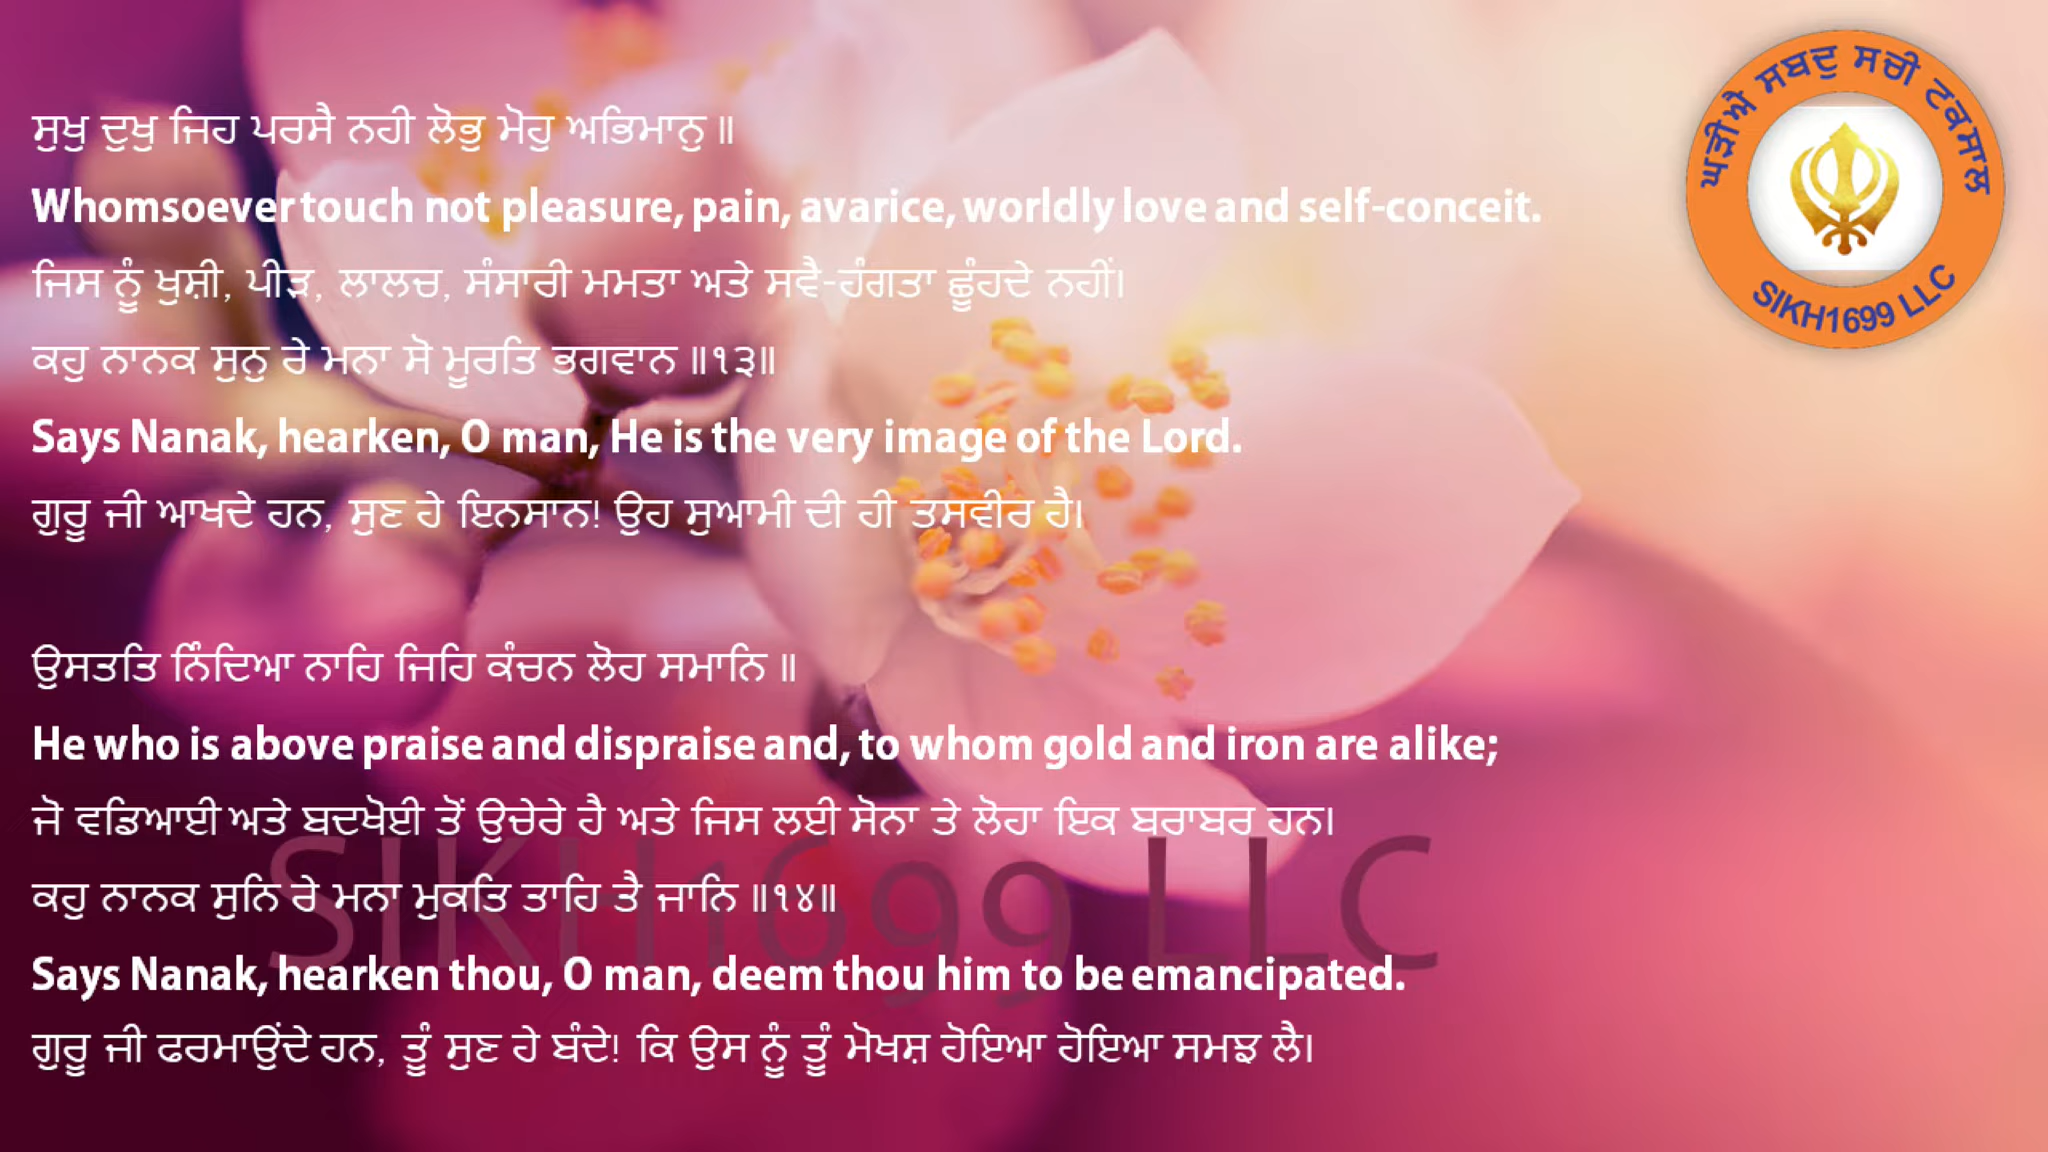 ਸੁਖੁ ਦੁਖੁ ਜਿਹ ਪਰਸੈ ਨਹੀ ਲੋਭੁ ਮੋਹੁ ਅਭਿਮਾਨੁ ॥
Whomsoever touch not pleasure, pain, avarice, worldly love and self-conceit.
ਜਿਸ ਨੂੰ ਖੁਸ਼ੀ, ਪੀੜ, ਲਾਲਚ, ਸੰਸਾਰੀ ਮਮਤਾ ਅਤੇ ਸਵੈ-ਹੰਗਤਾ ਛੂੰਹਦੇ ਨਹੀਂ।
ਕਹੁ ਨਾਨਕ ਸੁਨੁ ਰੇ ਮਨਾ ਸੋ ਮੂਰਤਿ ਭਗਵਾਨ ॥੧੩॥
Says Nanak, hearken, O man, He is the very image of the Lord.
ਗੁਰੂ ਜੀ ਆਖਦੇ ਹਨ, ਸੁਣ ਹੇ ਇਨਸਾਨ! ਉਹ ਸੁਆਮੀ ਦੀ ਹੀ ਤਸਵੀਰ ਹੈ।
ਉਸਤਤਿ ਨਿੰਦਿਆ ਨਾਹਿ ਜਿਹਿ ਕੰਚਨ ਲੋਹ ਸਮਾਨਿ ॥
He who is above praise and dispraise and, to whom gold and iron are alike;
ਜੋ ਵਡਿਆਈ ਅਤੇ ਬਦਖੋਈ ਤੋਂ ਉਚੇਰੇ ਹੈ ਅਤੇ ਜਿਸ ਲਈ ਸੋਨਾ ਤੇ ਲੋਹਾ ਇਕ ਬਰਾਬਰ ਹਨ।
ਕਹੁ ਨਾਨਕ ਸੁਨਿ ਰੇ ਮਨਾ ਮੁਕਤਿ ਤਾਹਿ ਤੈ ਜਾਨਿ ॥੧੪॥
Says Nanak, hearken thou, O man, deem thou him to be emancipated.
ਗੁਰੂ ਜੀ ਫਰਮਾਉਂਦੇ ਹਨ, ਤੂੰ ਸੁਣ ਹੇ ਬੰਦੇ! ਕਿ ਉਸ ਨੂੰ ਤੂੰ ਮੋਖਸ਼ ਹੋਇਆ ਹੋਇਆ ਸਮਝ ਲੈ।
ਘੜੀਐ ਸਬਦੁ ਸਚੀ ਟਕਸਾਲ
SIKH1699 LLC
SIKH1699 LLC